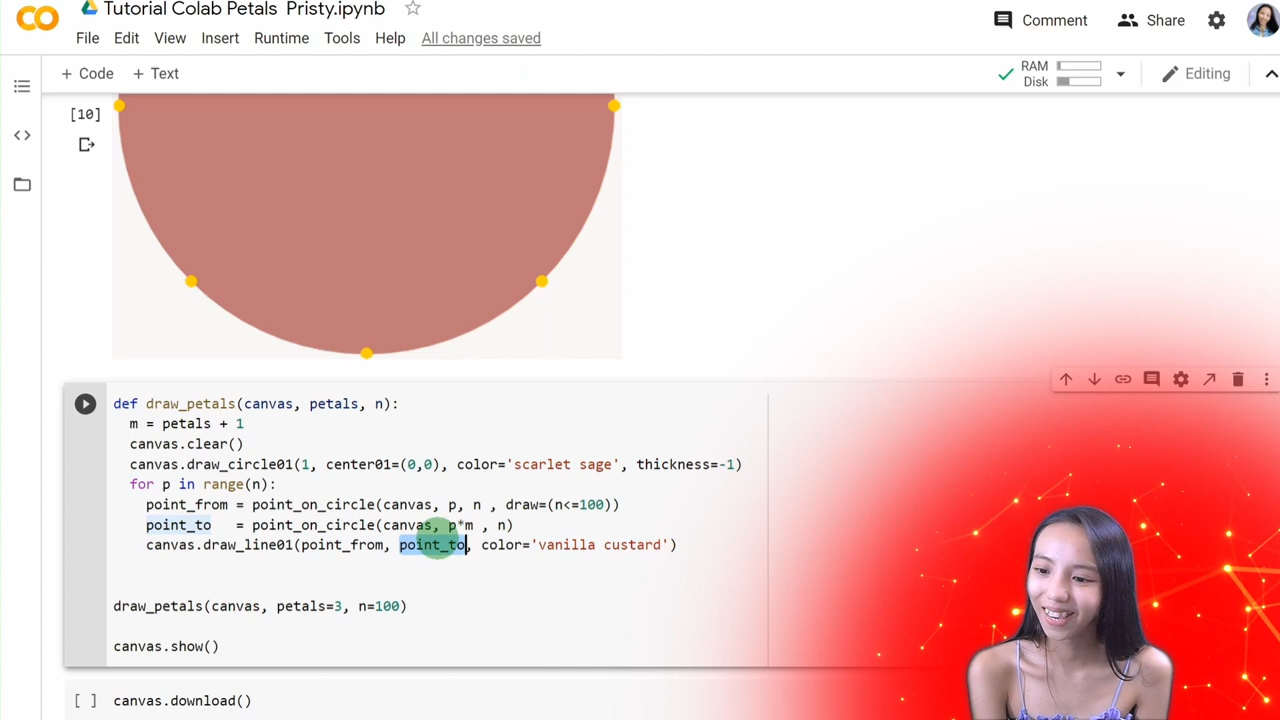 Tutorial Colab Petals Pristy.ipynb
File Edit View Insert Runtime Tools Help All changes saved
Comment Share
+ Code + Text
RAM
Disk
Editing
[10]
def draw_petals(canvas, petals, n):
m = petals + 1
canvas.clear()
canvas.draw_circle01(1, center01=(0,0), color='scarlet sage', thickness=-1)
for p in range(n):
point_from = point_on_circle(canvas, p, n , draw=(n<=100))
point_to = point_on_circle(canvas, p*m , n)
canvas.draw_line01(point_from, point_to, color='vanilla custard')
draw_petals(canvas, petals=3, n=100)
canvas.show()
[ ] canvas.download()